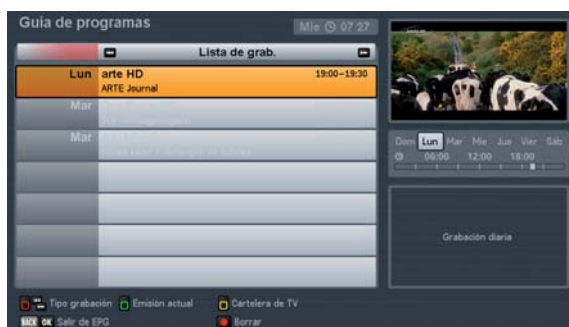 Guia de programas
Mie 07 27
Lista de grab.
Lun arte HD 19:00-19:30
ARTE Journal
Mar
Mar
Dom Lun Mar Mie Jue Vier Sáb
06:00 12:00 18:00
Grabación diaria
Tipo grabación Emisión actual Cartelera de TV
BACK OK Salir de EPG Borrar